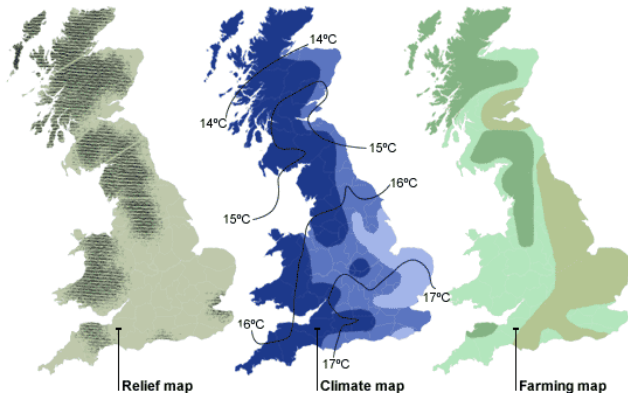 14ºC
14ºC
15ºC
16ºC
15ºC
17ºC
16ºC
17ºC
Relief map
Climate map
Farming map